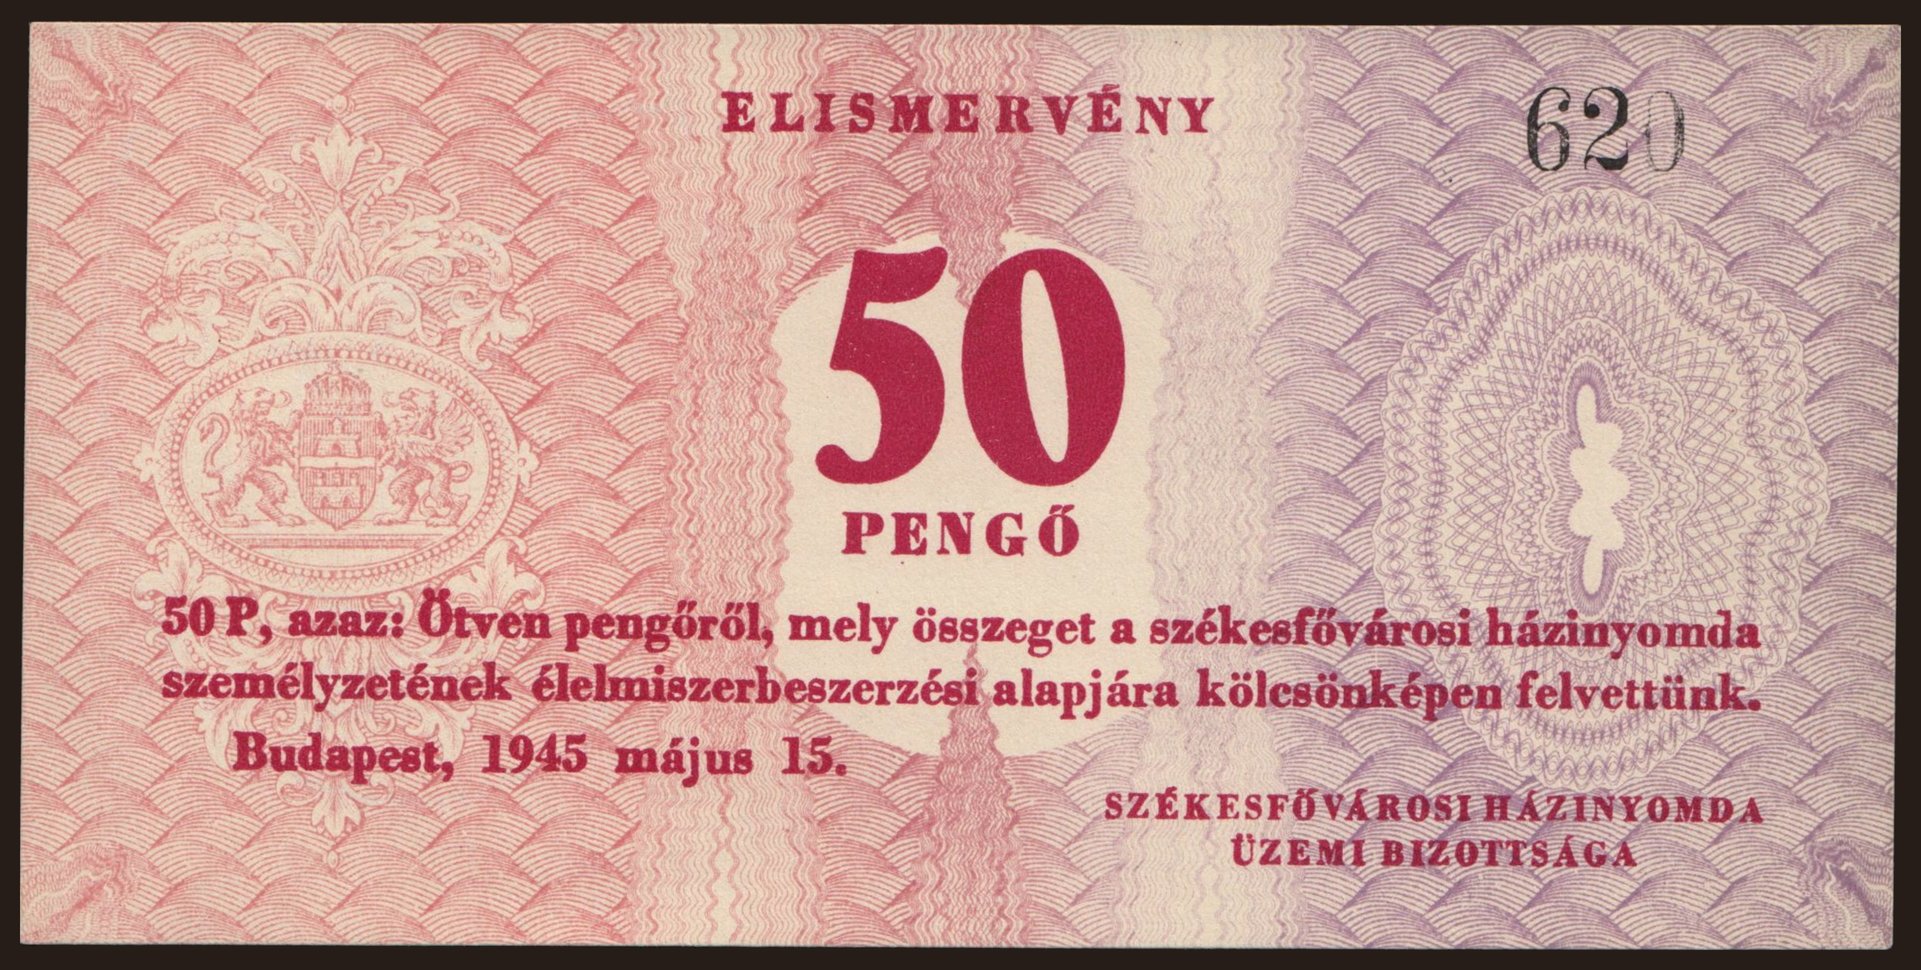 ELISMERVÉNY
620
50
PENGŐ
50 P, azaz: Ötven pengőről, mely összeget a székesfővárosi házinyomda
személyzetének élelmiszerbeszerzési alapjára kölcsönképen felvettünk.
Budapest, 1945 május 15.
SZÉKESFŐVÁROSI HÁZINYOMDA
ÜZEMI BIZOTTSÁGA